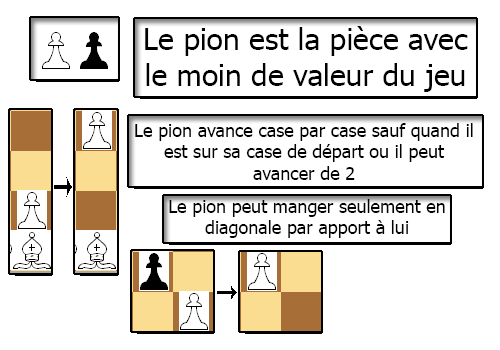 Le pion est la pièce avec
le moin de valeur du jeu
Le pion avance case par case sauf quand il
est sur sa case de départ ou il peut
avancer de 2
Le pion peut manger seulement en
diagonale par apport à lui